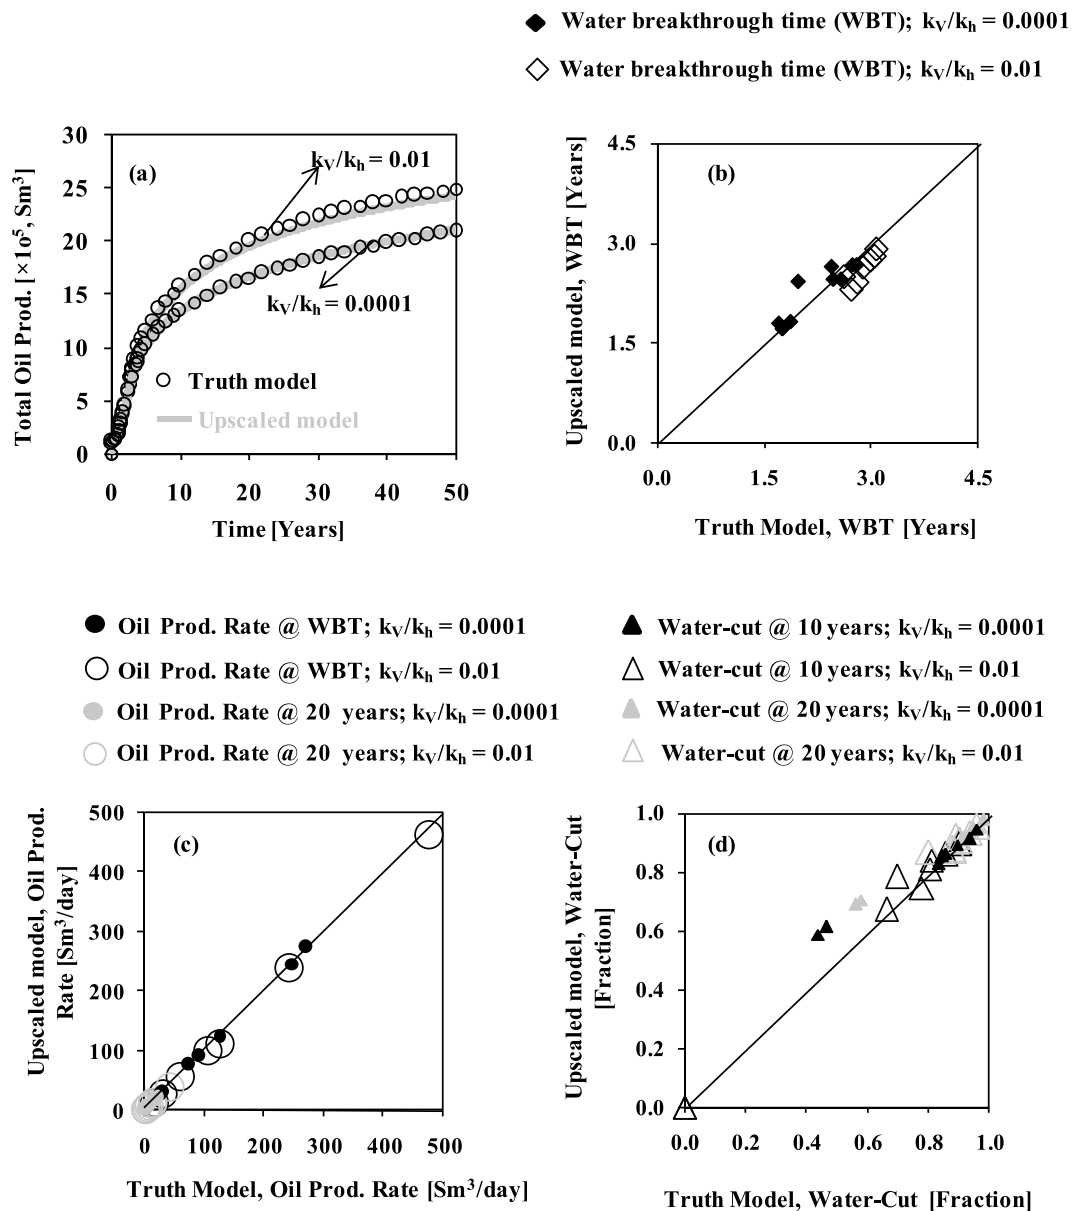 Water breakthrough time (WBT); kV/kh = 0.0001
Water breakthrough time (WBT); kV/kh = 0.01
30
25
20
15
10
5
0
Total Oil Prod. [×10⁵, Sm³]
(a)
kV/kh = 0.01
kV/kh = 0.0001
Truth model
Upscaled model
0 10 20 30 40 50
Time [Years]
4.5
3.0
1.5
0.0
Upscaled model, WBT [Years]
(b)
0.0 1.5 3.0 4.5
Truth Model, WBT [Years]
Oil Prod. Rate @ WBT; kV/kh = 0.0001
Oil Prod. Rate @ WBT; kV/kh = 0.01
Oil Prod. Rate @ 20 years; kV/kh = 0.0001
Oil Prod. Rate @ 20 years; kV/kh = 0.01
Water-cut @ 10 years; kV/kh = 0.0001
Water-cut @ 10 years; kV/kh = 0.01
Water-cut @ 20 years; kV/kh = 0.0001
Water-cut @ 20 years; kV/kh = 0.01
500
400
300
200
100
0
Upscaled model, Oil Prod.
Rate [Sm³/day]
(c)
0 100 200 300 400 500
Truth Model, Oil Prod. Rate [Sm³/day]
1.0
0.8
0.6
0.4
0.2
0.0
Upscaled model, Water-Cut
[Fraction]
(d)
0.0 0.2 0.4 0.6 0.8 1.0
Truth Model, Water-Cut [Fraction]